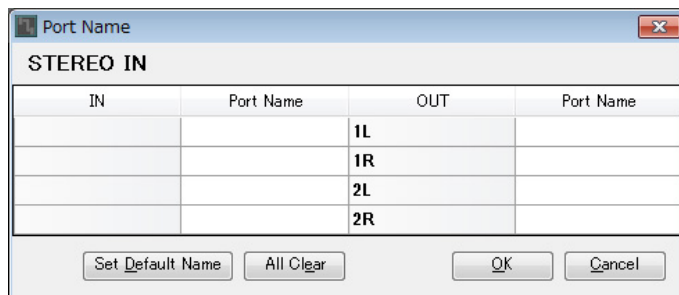 Port Name
STEREO IN
IN Port Name OUT Port Name
1L
1R
2L
2R
Set Default Name All Clear OK Cancel